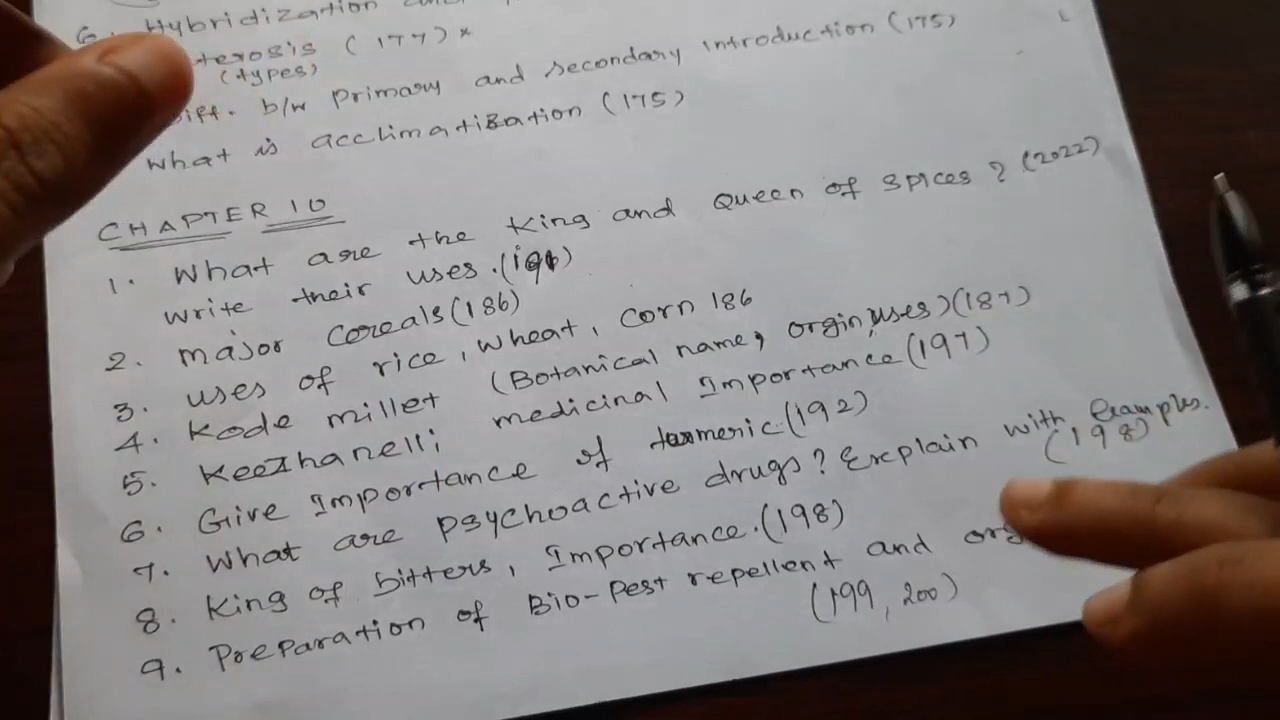 6. Hybridization
terosis (177)*
(types)
Diff. b/w Primary and secondary introduction (175)
What is acclimatization (175)
CHAPTER 10
1. What are the King and Queen of Spices? (2022)
write their uses.(191)
2. major Cereals(186)
3. uses of rice, wheat, corn 186
4. Kode millet (Botanical name, orgin, uses)(187)
5. Keezhanelli medicinal Importance(197)
6. Give Importance of turmeric.(192)
7. What are psychoactive drugs? Explain with Examples.
(198)
8. King of bitters, Importance.(198)
9. Preparation of Bio-Pest repellent and
(199, 200)